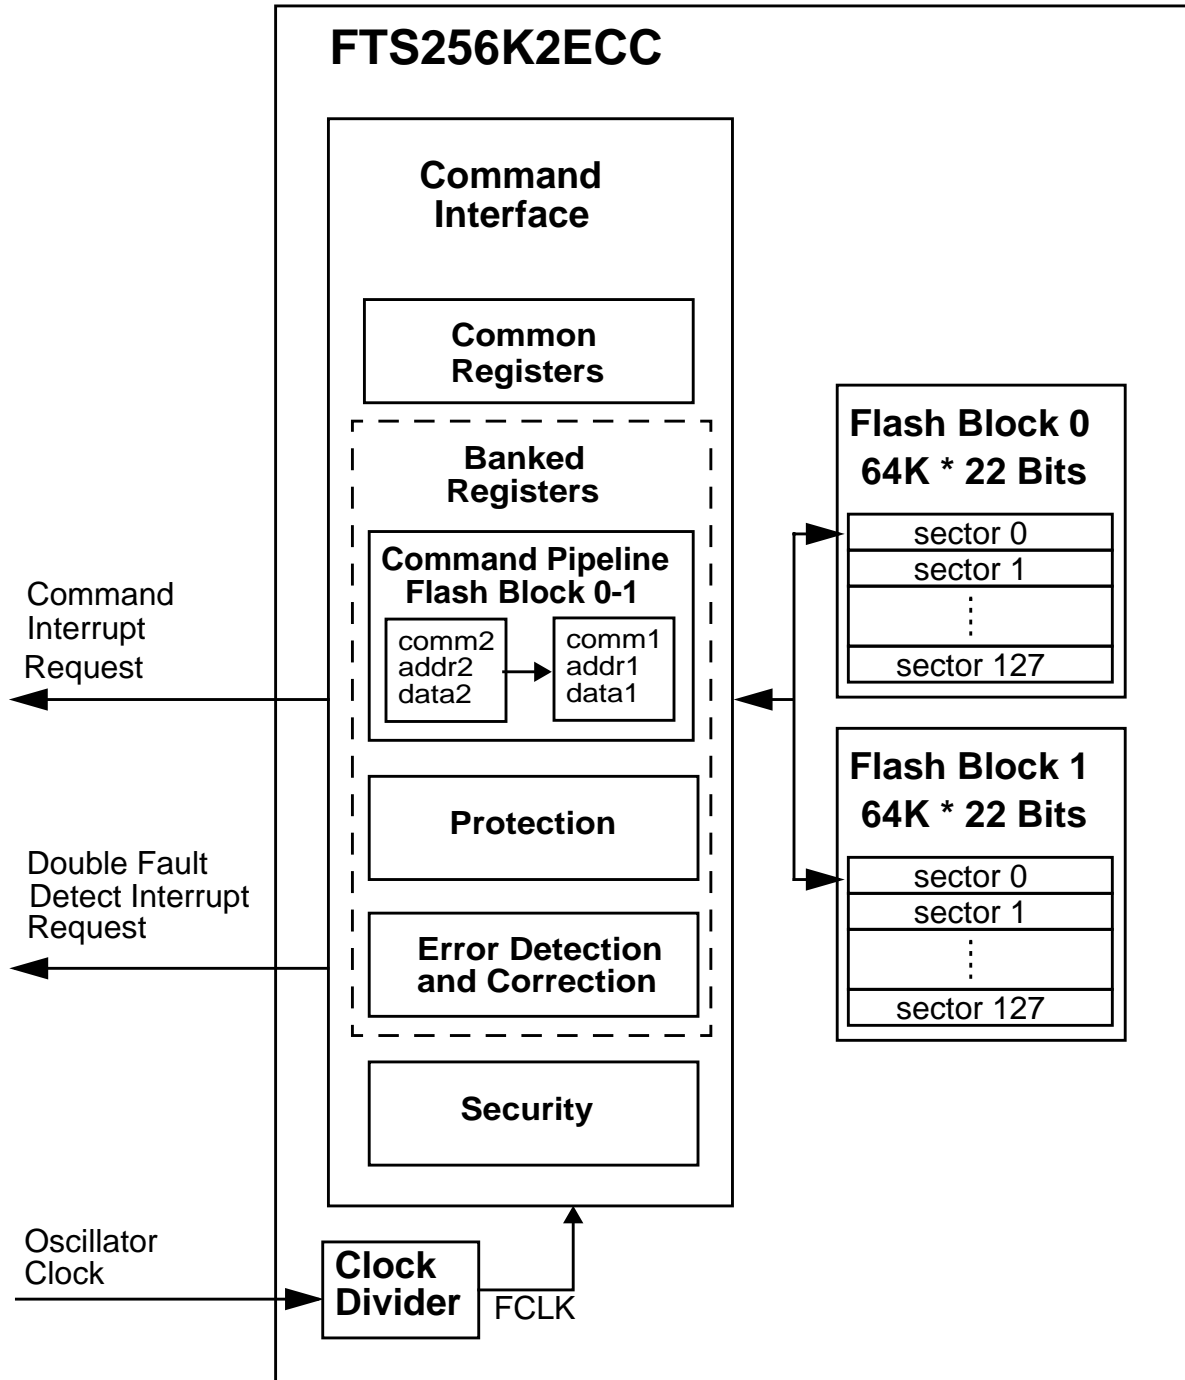 FTS256K2ECC
Command
Interface
Common
Registers
Banked
Registers
Command Pipeline
Flash Block 0-1
comm2
addr2
data2
comm1
addr1
data1
Protection
Error Detection
and Correction
Security
Command
Interrupt
Request
Double Fault
Detect Interrupt
Request
Oscillator
Clock
Clock
Divider
FCLK
Flash Block 0
64K * 22 Bits
sector 0
sector 1
sector 127
Flash Block 1
64K * 22 Bits
sector 0
sector 1
sector 127